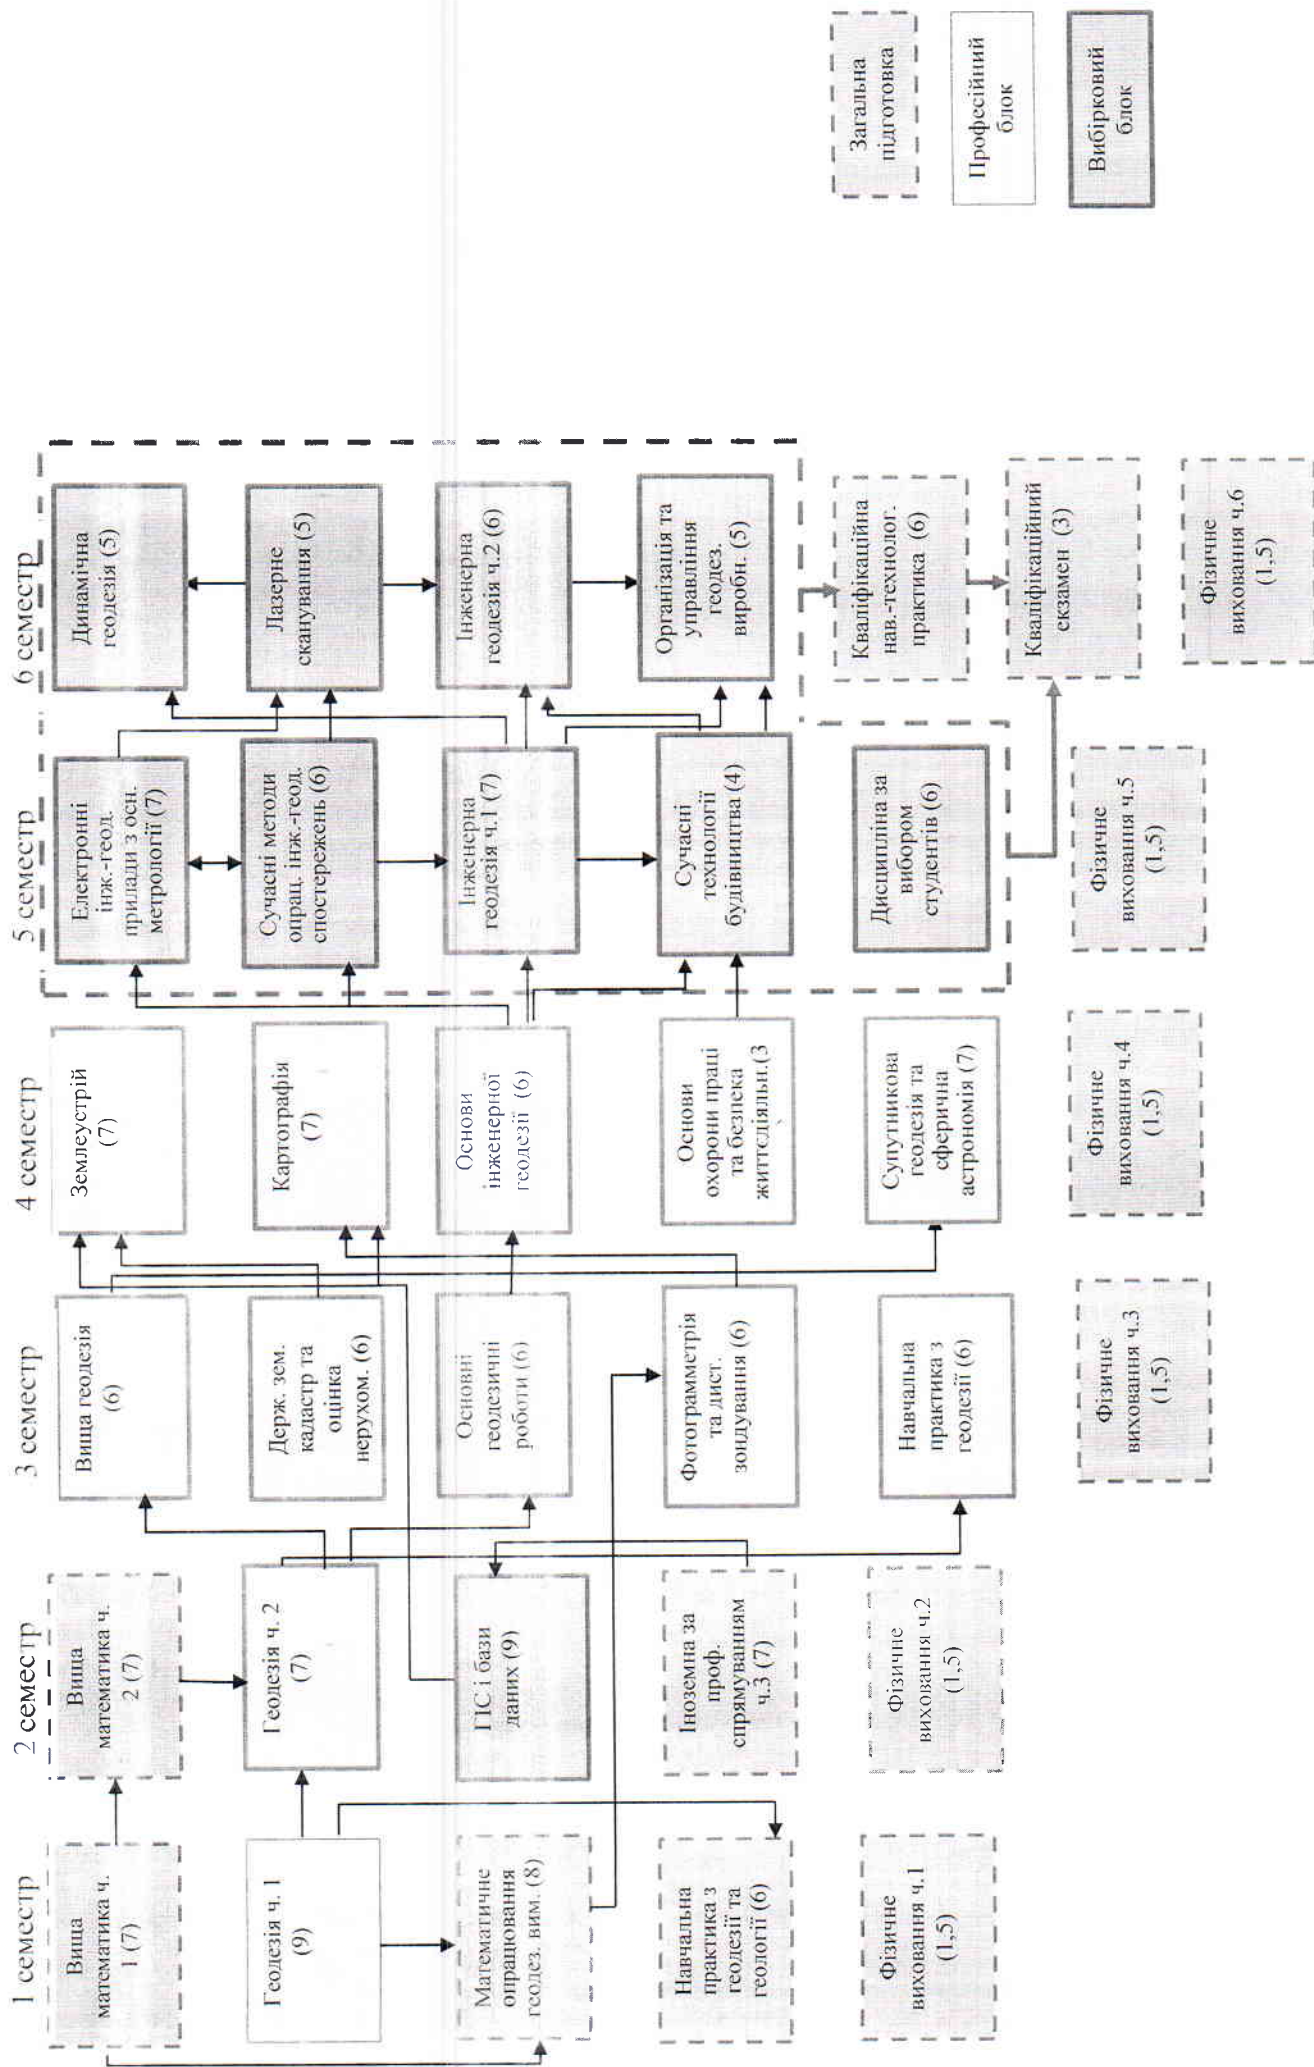 1 семестр
Вища
математика ч.
1 (7)
Геодезія ч. 1
(9)
Математичне
опрацювання
геодез. вим. (8)
Навчальна
практика з
геодезії та
геології (6)
Фізичне
виховання ч.1
(1,5)
2 семестр
Вища
математика ч.
2 (7)
Геодезія ч. 2
(7)
ГІС і бази
даних (9)
Іноземна за
проф.
спрямуванням
ч.3 (7)
Фізичне
виховання ч.2
(1,5)
3 семестр
Вища геодезія
(6)
Держ. зем.
кадастр та
оцінка
нерухом. (6)
Основні
геодезичні
роботи (6)
Фотограмметрія
та дист.
зондування (6)
Навчальна
практика з
геодезії (6)
Фізичне
виховання ч.3
(1,5)
4 семестр
Землеустрій
(7)
Картографія
(7)
Основи
інженерної
геодезії (6)
Основи
охорони праці
та безпека
життєдіяльн.(3
Супутникова
геодезія та
сферична
астрономія (7)
Фізичне
виховання ч.4
(1,5)
5 семестр
Електронні
інж.-геод.
прилади з осн.
метрології (7)
Сучасні методи
опрац. інж.-геод.
спостережень (6)
Інженерна
геодезія ч.1 (7)
Сучасні
технології
будівництва (4)
Дисципліна за
вибором
студентів (6)
Фізичне
виховання ч.5
(1,5)
6 семестр
Динамічна
геодезія (5)
Лазерне
сканування (5)
Інженерна
геодезія ч.2 (6)
Організація та
управління
геодез.
виробн. (5)
Кваліфікаційна
нав.-технолог.
практика (6)
Кваліфікаційний
екзамен (3)
Фізичне
виховання ч.6
(1,5)
Загальна
підготовка
Професійний
блок
Вибірковий
блок